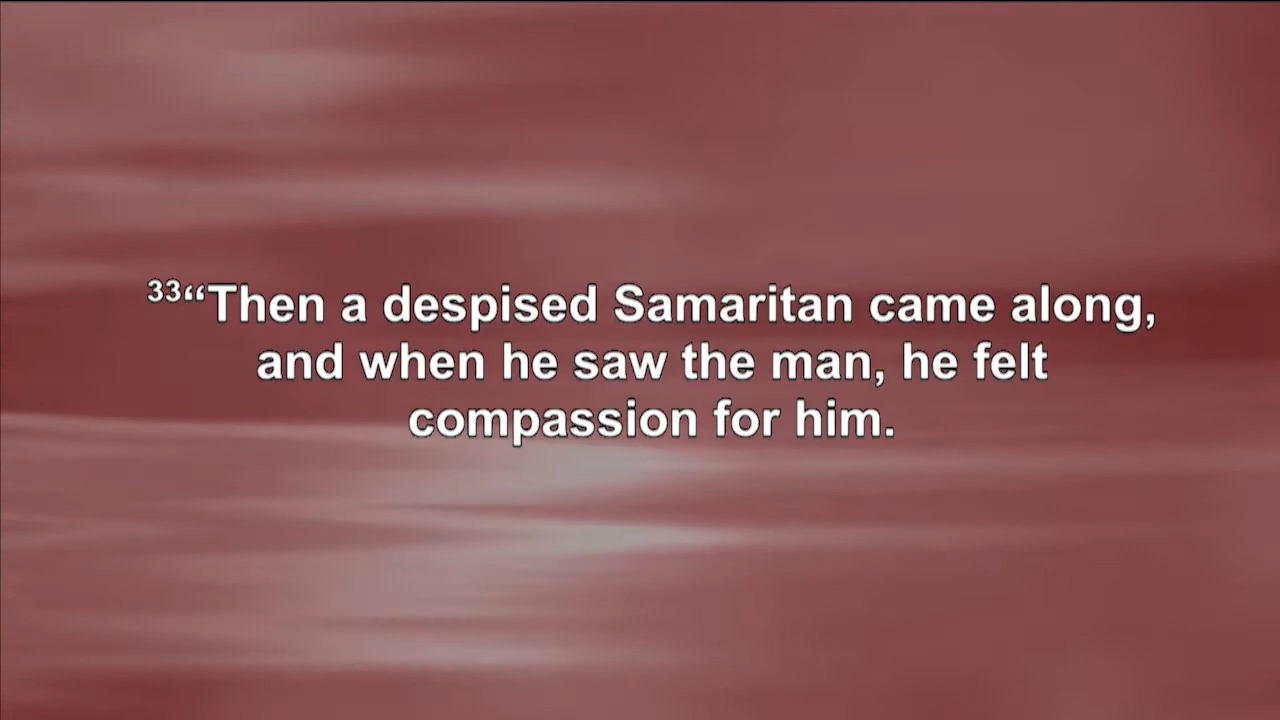 ³³“Then a despised Samaritan came along,
and when he saw the man, he felt
compassion for him.